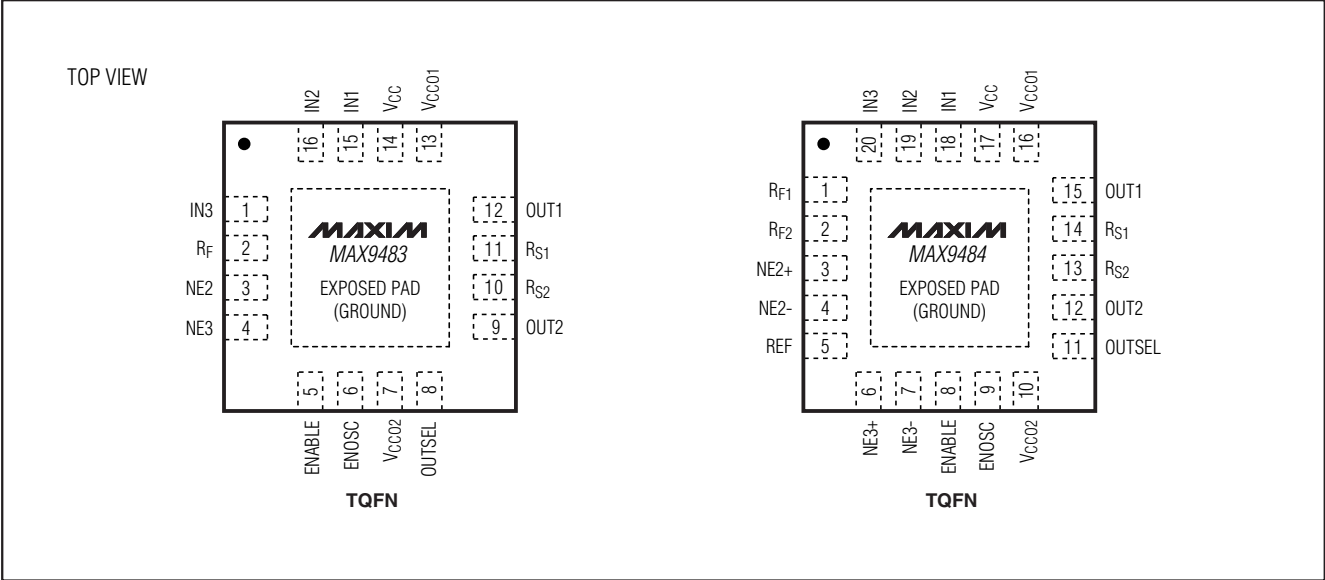 TOP VIEW
IN2
IN1
VCC
VCCO1
16
15
14
13
IN3 1
RF 2
NE2 3
NE3 4
MAXIM
MAX9483
EXPOSED PAD
(GROUND)
12 OUT1
11 RS1
10 RS2
9 OUT2
5
6
7
8
ENABLE
ENOSC
VCCO2
OUTSEL
TQFN
IN3
IN2
IN1
VCC
VCCO1
20
19
18
17
16
RF1 1
RF2 2
NE2+ 3
NE2- 4
REF 5
MAXIM
MAX9484
EXPOSED PAD
(GROUND)
15 OUT1
14 RS1
13 RS2
12 OUT2
11 OUTSEL
6
7
8
9
10
NE3+
NE3-
ENABLE
ENOSC
VCCO2
TQFN